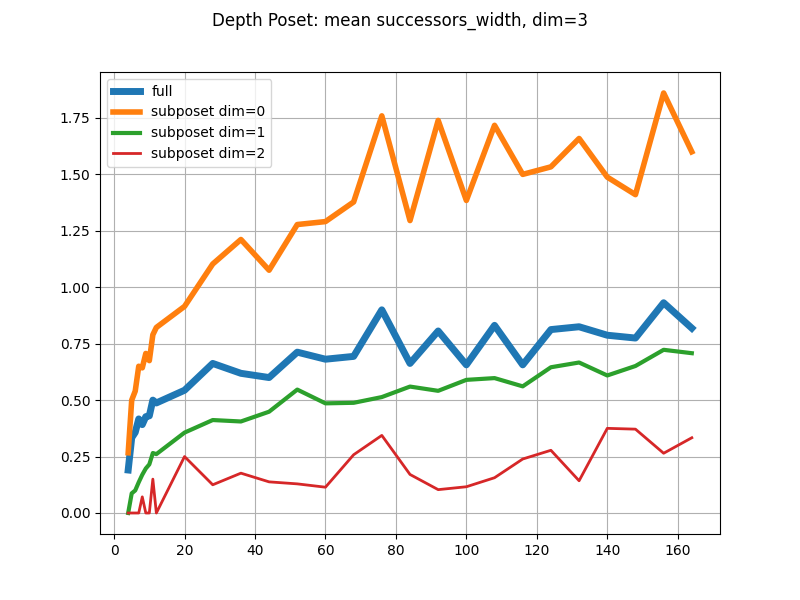 Depth Poset: mean successors_width, dim=3
full
subposet dim=0
subposet dim=1
subposet dim=2
1.75
1.50
1.25
1.00
0.75
0.50
0.25
0.00
0 20 40 60 80 100 120 140 160